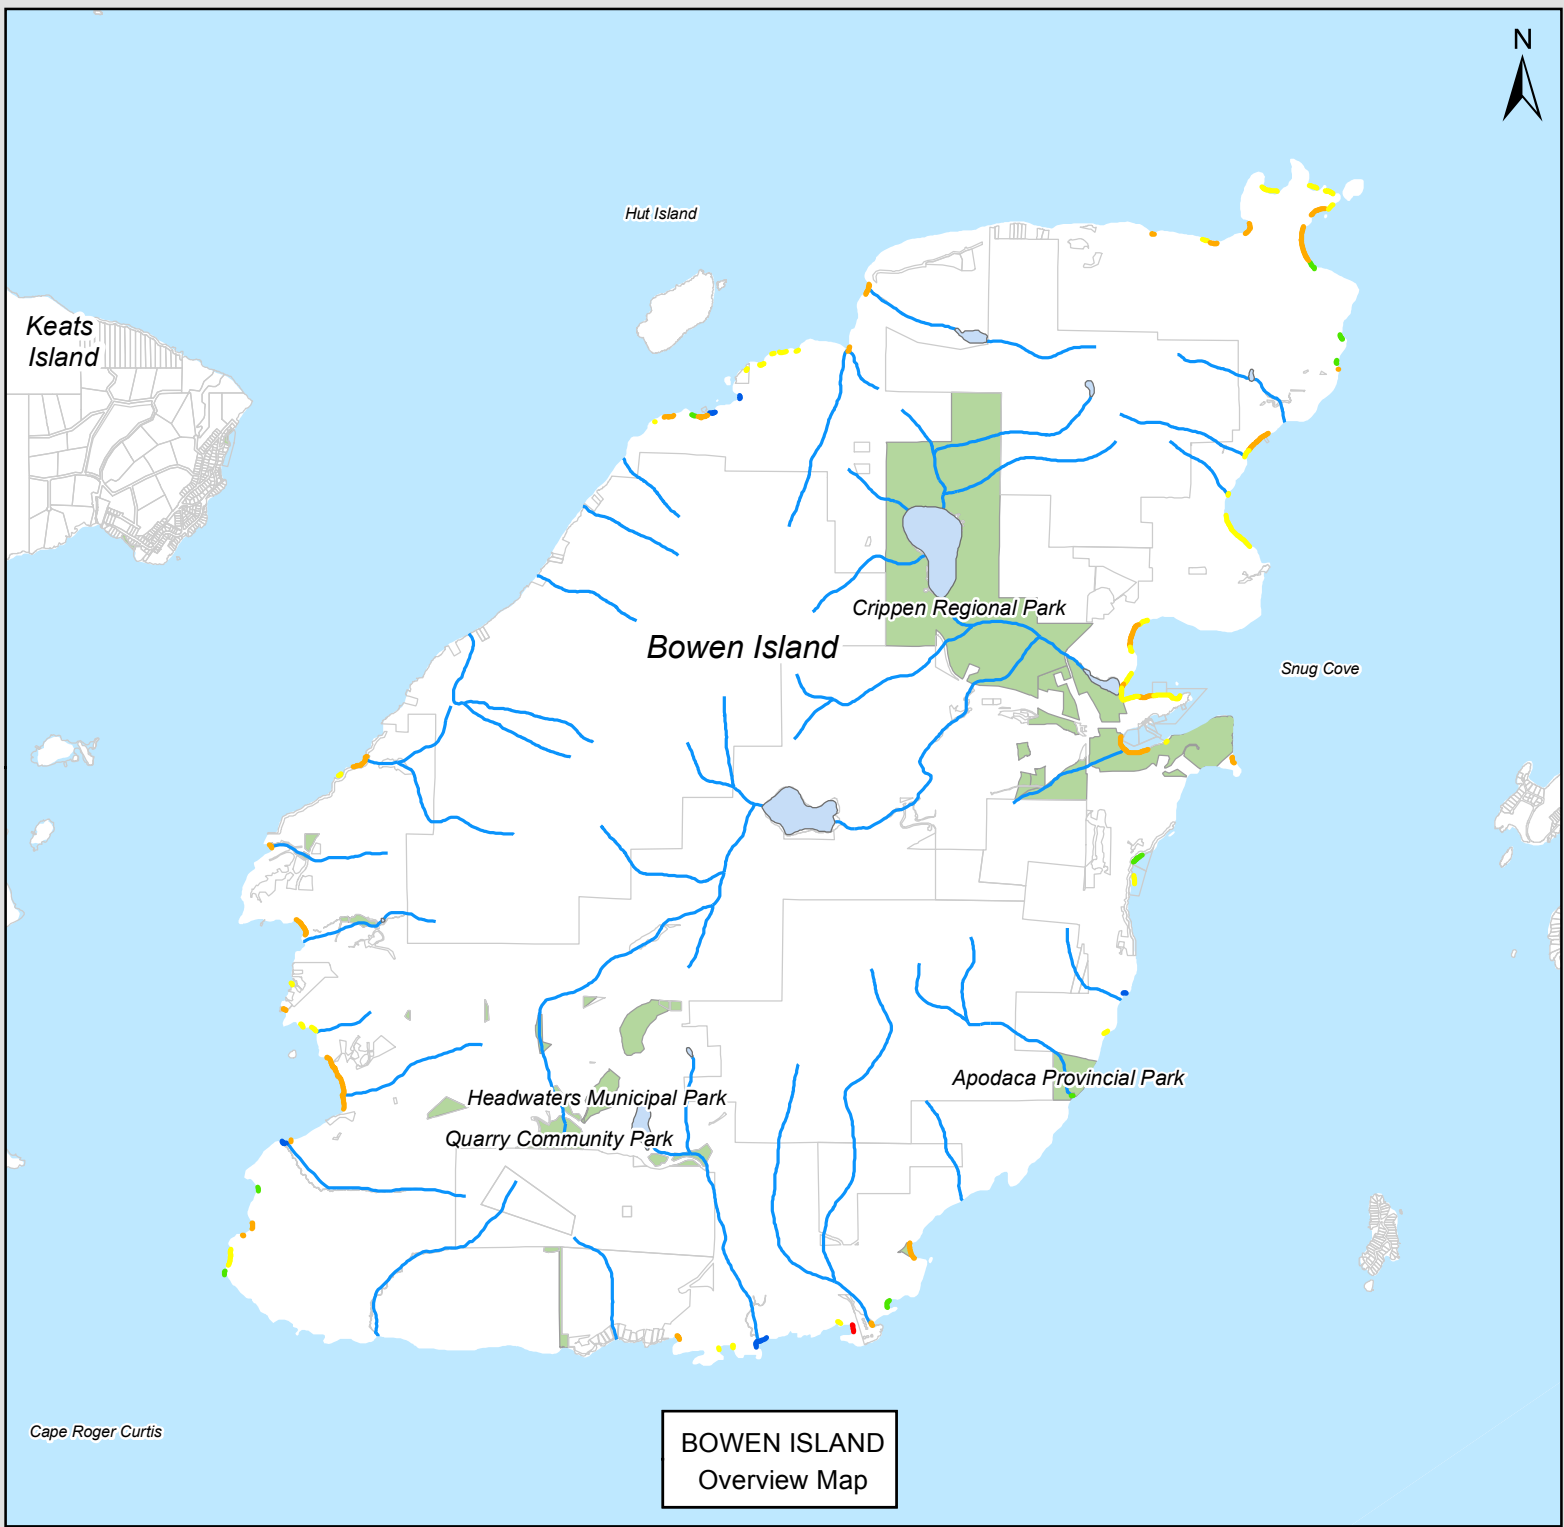 N
Hut Island
Keats
Island
Crippen Regional Park
Bowen Island
Snug Cove
Apodaca Provincial Park
Headwaters Municipal Park
Quarry Community Park
Cape Roger Curtis
BOWEN ISLAND
Overview Map